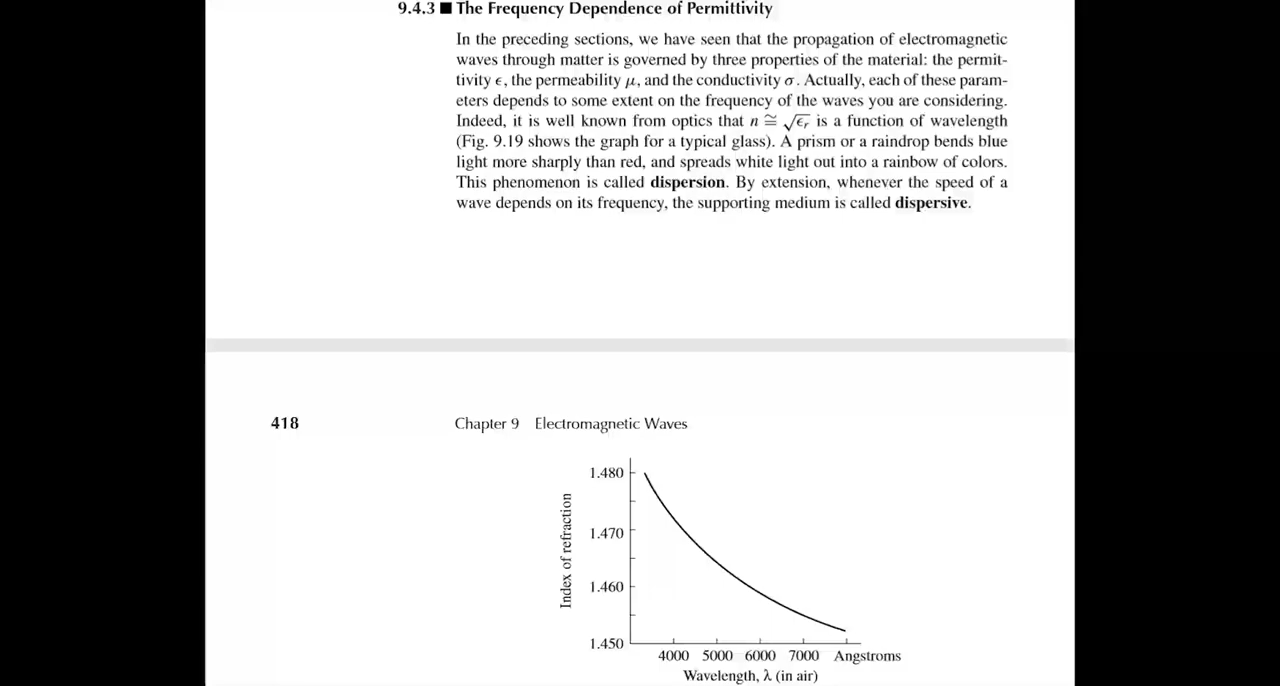 9.4.3 ■ The Frequency Dependence of Permittivity
In the preceding sections, we have seen that the propagation of electromagnetic
waves through matter is governed by three properties of the material: the permit-
tivity ϵ, the permeability μ, and the conductivity σ. Actually, each of these param-
eters depends to some extent on the frequency of the waves you are considering.
Indeed, it is well known from optics that n ≅ √ϵr is a function of wavelength
(Fig. 9.19 shows the graph for a typical glass). A prism or a raindrop bends blue
light more sharply than red, and spreads white light out into a rainbow of colors.
This phenomenon is called dispersion. By extension, whenever the speed of a
wave depends on its frequency, the supporting medium is called dispersive.
418 Chapter 9 Electromagnetic Waves
1.480
1.470
1.460
1.450
Index of refraction
4000 5000 6000 7000 Angstroms
Wavelength, λ (in air)